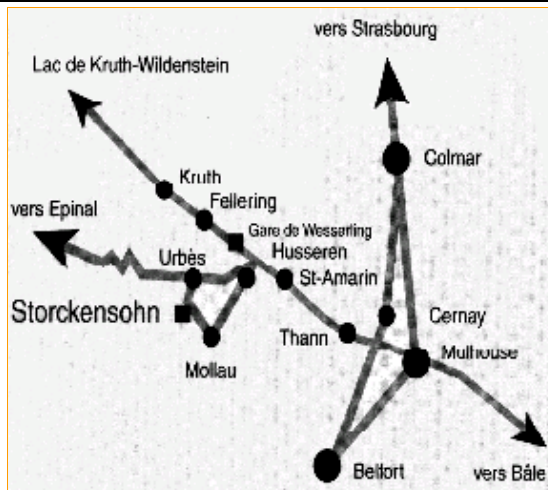 vers Strasbourg
Lac de Kruth-Wildenstein
Colmar
Kruth
Fellering
vers Epinal
Gare de Wesserling
Husseren
Urbès
St-Amarin
Storckensohn
Cernay
Thann
Mulhouse
Mollau
Belfort
vers Bâle